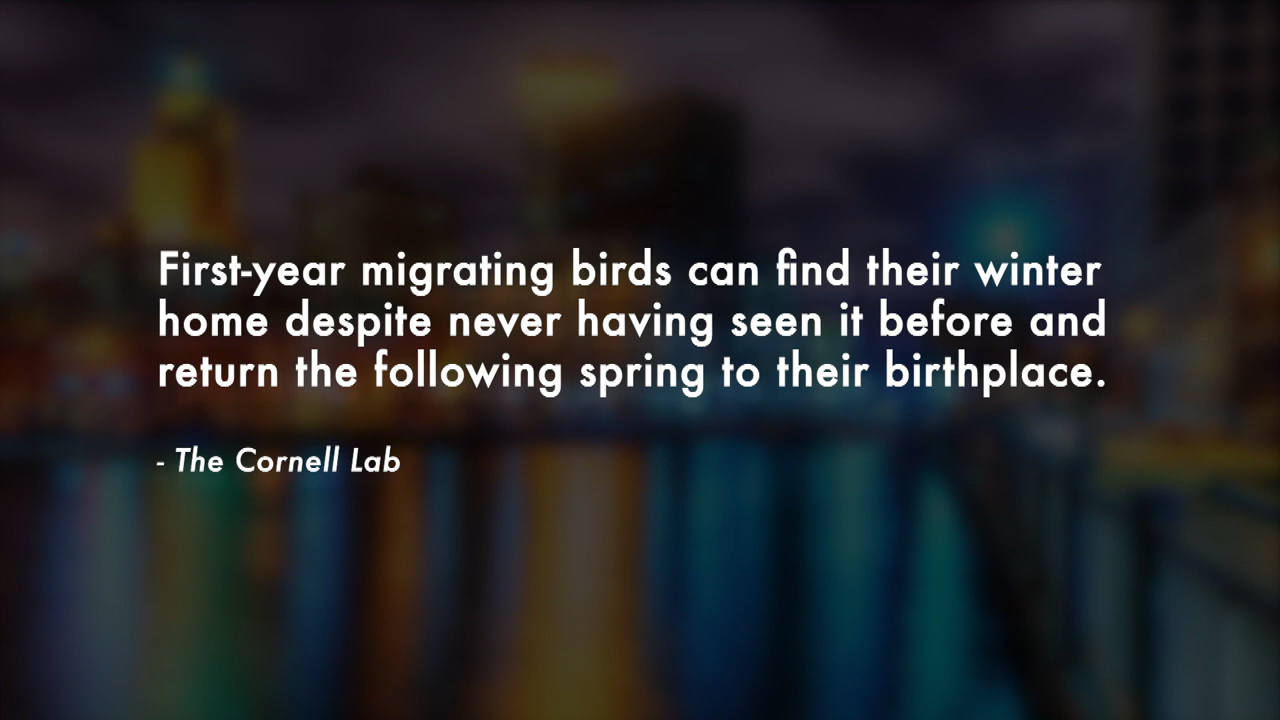 First-year migrating birds can find their winter
home despite never having seen it before and
return the following spring to their birthplace.
- The Cornell Lab